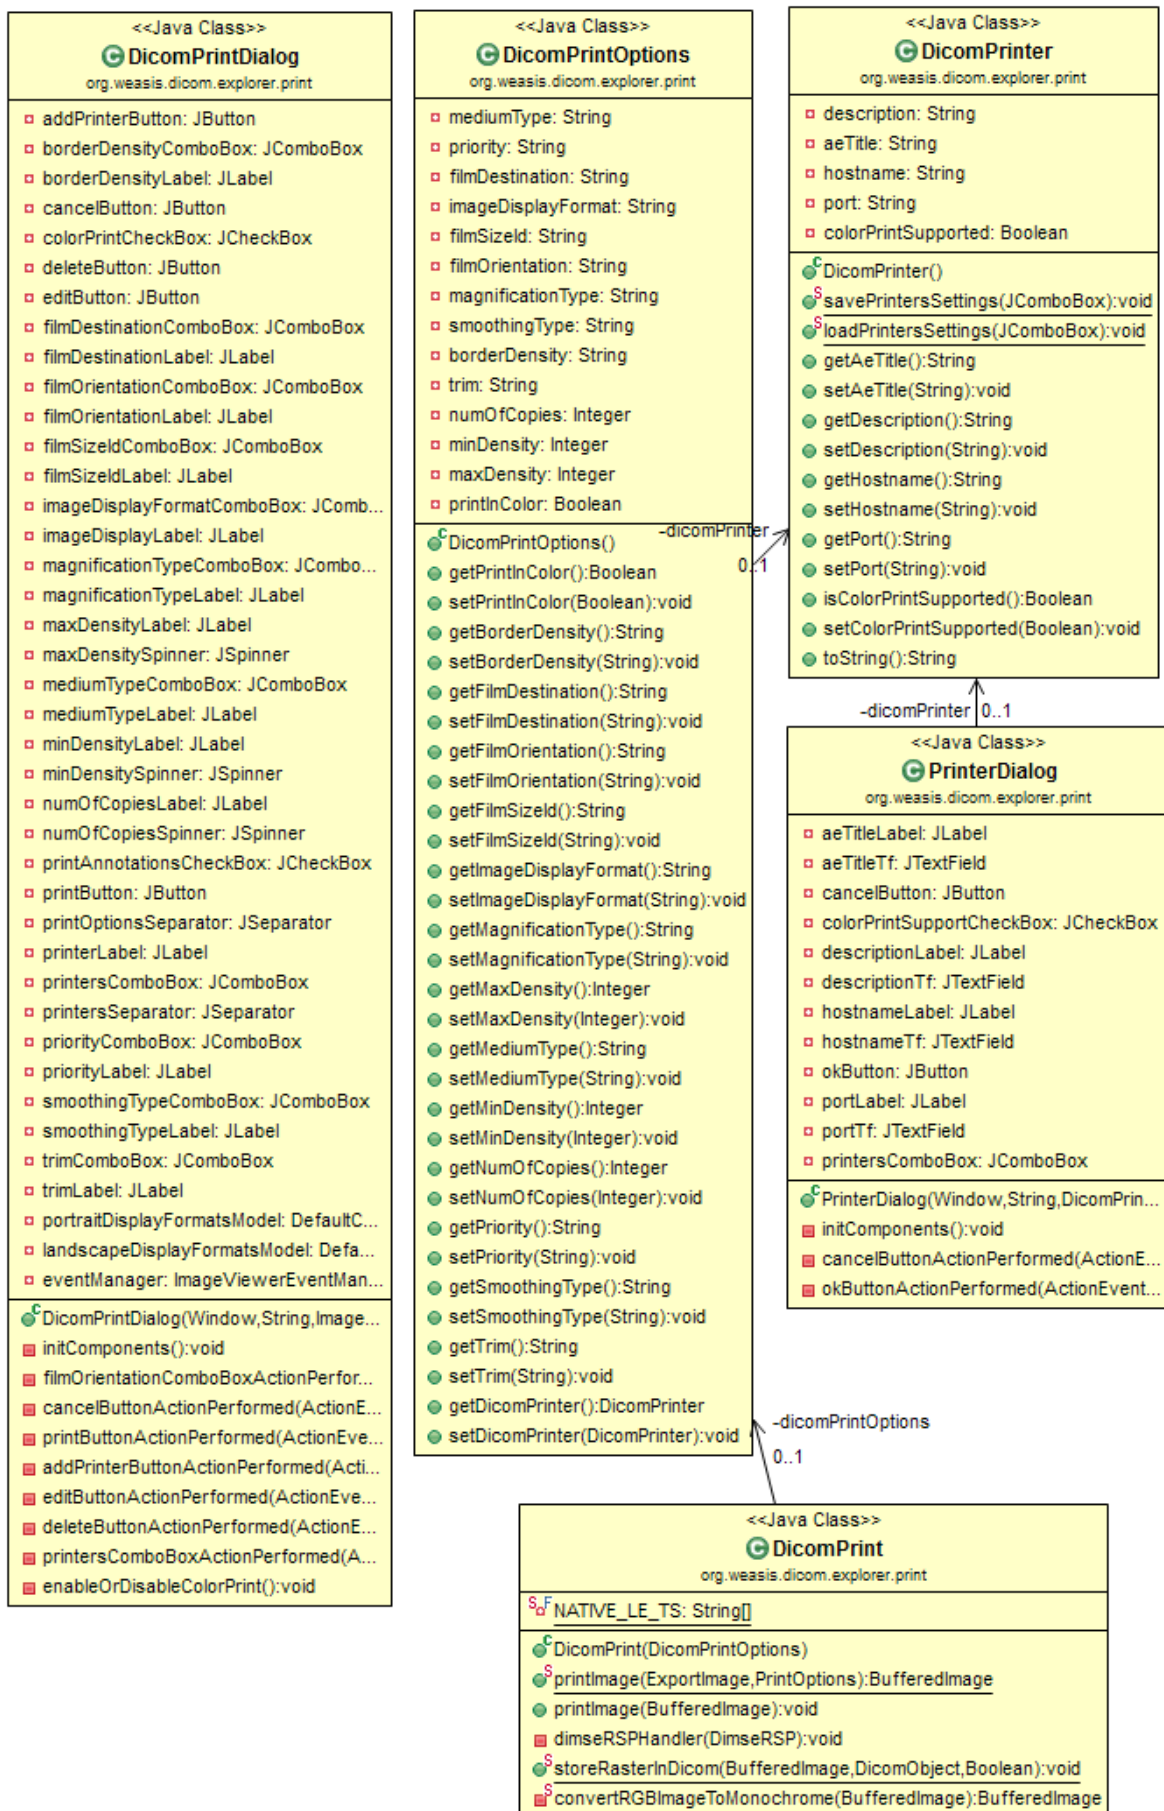 <<Java Class>>
DicomPrintDialog
org.weasis.dicom.explorer.print
addPrinterButton: JButton
borderDensityComboBox: JComboBox
borderDensityLabel: JLabel
cancelButton: JButton
colorPrintCheckBox: JCheckBox
deleteButton: JButton
editButton: JButton
filmDestinationComboBox: JComboBox
filmDestinationLabel: JLabel
filmOrientationComboBox: JComboBox
filmOrientationLabel: JLabel
filmSizeIdComboBox: JComboBox
filmSizeIdLabel: JLabel
imageDisplayFormatComboBox: JComb...
imageDisplayLabel: JLabel
magnificationTypeComboBox: JCombo...
magnificationTypeLabel: JLabel
maxDensityLabel: JLabel
maxDensitySpinner: JSpinner
mediumTypeComboBox: JComboBox
mediumTypeLabel: JLabel
minDensityLabel: JLabel
minDensitySpinner: JSpinner
numOfCopiesLabel: JLabel
numOfCopiesSpinner: JSpinner
printAnnotationsCheckBox: JCheckBox
printButton: JButton
printOptionsSeparator: JSeparator
printerLabel: JLabel
printersComboBox: JComboBox
printersSeparator: JSeparator
priorityComboBox: JComboBox
priorityLabel: JLabel
smoothingTypeComboBox: JComboBox
smoothingTypeLabel: JLabel
trimComboBox: JComboBox
trimLabel: JLabel
portraitDisplayFormatsModel: DefaultC...
landscapeDisplayFormatsModel: Defa...
eventManager: ImageViewerEventMan...
DicomPrintDialog(Window,String,Image...
initComponents():void
filmOrientationComboBoxActionPerfor...
cancelButtonActionPerformed(ActionE...
printButtonActionPerformed(ActionEve...
addPrinterButtonActionPerformed(Acti...
editButtonActionPerformed(ActionEve...
deleteButtonActionPerformed(ActionE...
printersComboBoxActionPerformed(A...
enableOrDisableColorPrint():void
<<Java Class>>
DicomPrintOptions
org.weasis.dicom.explorer.print
mediumType: String
priority: String
filmDestination: String
imageDisplayFormat: String
filmSizeId: String
filmOrientation: String
magnificationType: String
smoothingType: String
borderDensity: String
trim: String
numOfCopies: Integer
minDensity: Integer
maxDensity: Integer
printInColor: Boolean
DicomPrintOptions()
getPrintInColor():Boolean
setPrintInColor(Boolean):void
getBorderDensity():String
setBorderDensity(String):void
getFilmDestination():String
setFilmDestination(String):void
getFilmOrientation():String
setFilmOrientation(String):void
getFilmSizeId():String
setFilmSizeId(String):void
getImageDisplayFormat():String
setImageDisplayFormat(String):void
getMagnificationType():String
setMagnificationType(String):void
getMaxDensity():Integer
setMaxDensity(Integer):void
getMediumType():String
setMediumType(String):void
getMinDensity():Integer
setMinDensity(Integer):void
getNumOfCopies():Integer
setNumOfCopies(Integer):void
getPriority():String
setPriority(String):void
getSmoothingType():String
setSmoothingType(String):void
getTrim():String
setTrim(String):void
getDicomPrinter():DicomPrinter
setDicomPrinter(DicomPrinter):void
-dicomPrinter
0..1
<<Java Class>>
DicomPrinter
org.weasis.dicom.explorer.print
description: String
aeTitle: String
hostname: String
port: String
colorPrintSupported: Boolean
DicomPrinter()
savePrintersSettings(JComboBox):void
loadPrintersSettings(JComboBox):void
getAeTitle():String
setAeTitle(String):void
getDescription():String
setDescription(String):void
getHostname():String
setHostname(String):void
getPort():String
setPort(String):void
isColorPrintSupported():Boolean
setColorPrintSupported(Boolean):void
toString():String
-dicomPrinter 0..1
<<Java Class>>
PrinterDialog
org.weasis.dicom.explorer.print
aeTitleLabel: JLabel
aeTitleTf: JTextField
cancelButton: JButton
colorPrintSupportCheckBox: JCheckBox
descriptionLabel: JLabel
descriptionTf: JTextField
hostnameLabel: JLabel
hostnameTf: JTextField
okButton: JButton
portLabel: JLabel
portTf: JTextField
printersComboBox: JComboBox
PrinterDialog(Window,String,DicomPrin...
initComponents():void
cancelButtonActionPerformed(ActionE...
okButtonActionPerformed(ActionEvent...
-dicomPrintOptions
0..1
<<Java Class>>
DicomPrint
org.weasis.dicom.explorer.print
NATIVE_LE_TS: String[]
DicomPrint(DicomPrintOptions)
printImage(ExportImage,PrintOptions):BufferedImage
printImage(BufferedImage):void
dimseRSPHandler(DimseRSP):void
storeRasterInDicom(BufferedImage,DicomObject,Boolean):void
convertRGBImageToMonochrome(BufferedImage):BufferedImage